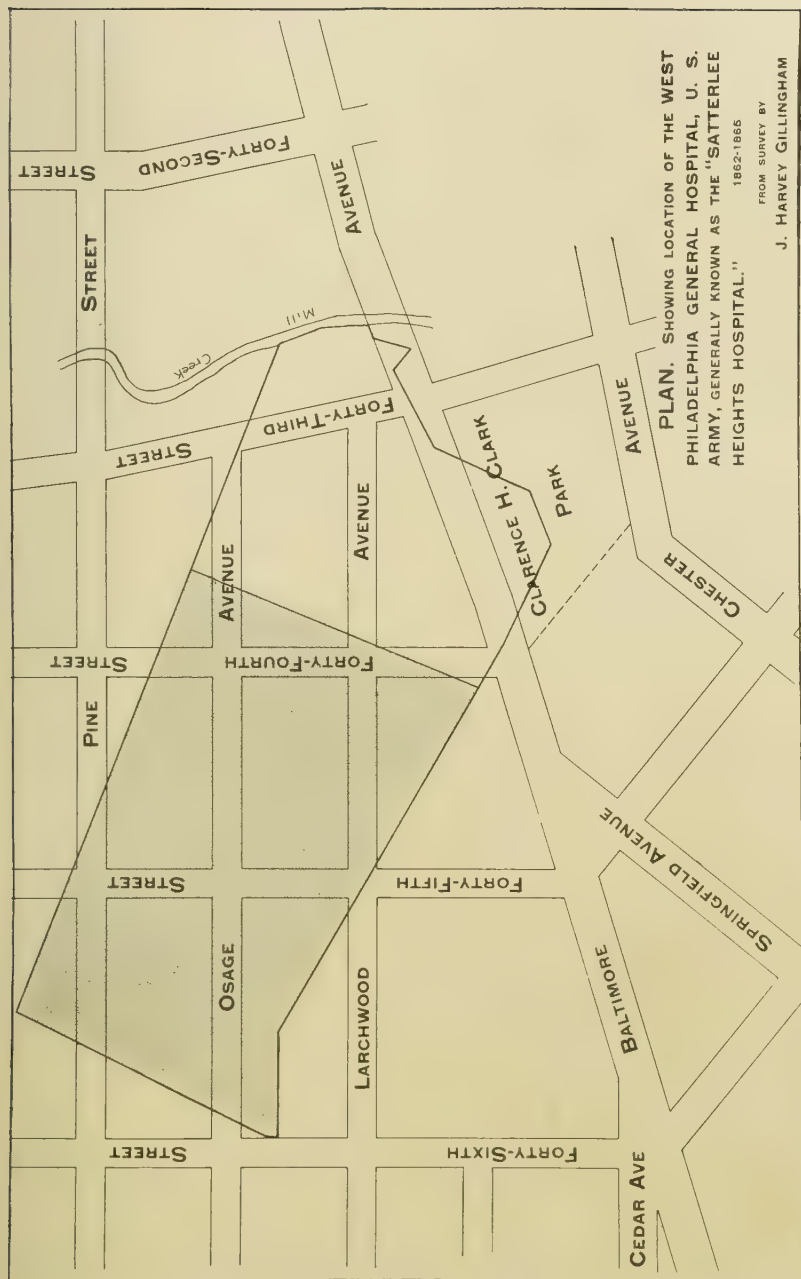 PINE STREET
OSAGE AVENUE
LARCHWOOD AVENUE
CEDAR AVE
BALTIMORE AVENUE
SPRINGFIELD AVENUE
CHESTER AVENUE
FORTY-SIXTH STREET
FORTY-FIFTH STREET
FORTY-FOURTH STREET
FORTY-THIRD STREET
FORTY-SECOND STREET
Mill Creek
CLARENCE H. CLARK
PARK
PLAN. SHOWING LOCATION OF THE WEST
PHILADELPHIA GENERAL HOSPITAL, U. S.
ARMY, GENERALLY KNOWN AS THE "SATTERLEE
HEIGHTS HOSPITAL."
1862-1865
FROM SURVEY BY
J. HARVEY GILLINGHAM